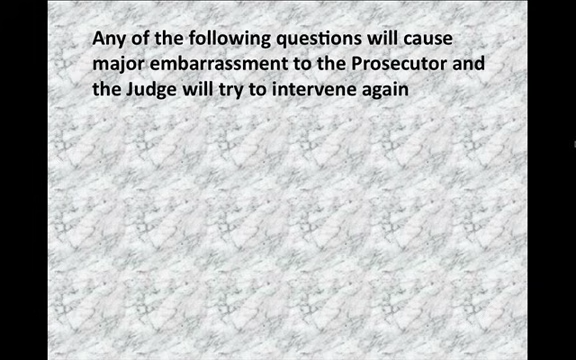 Any of the following questions will cause
major embarrassment to the Prosecutor and
the Judge will try to intervene again